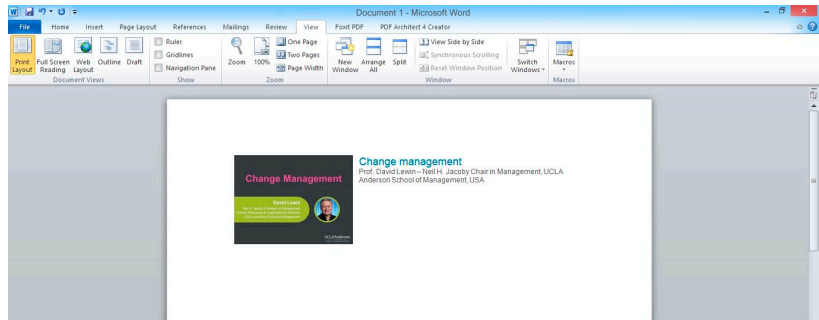 Document 1 - Microsoft Word
File Home Insert Page Layout References Mailings Review View Foxit PDF PDF Architect 4 Creator
Print Layout
Full Screen Reading
Web Layout
Outline
Draft
Document Views
Ruler
Gridlines
Navigation Pane
Show
Zoom
100%
One Page
Two Pages
Page Width
Zoom
New Window
Arrange All
Split
View Side by Side
Synchronous Scrolling
Reset Window Position
Window
Switch Windows
Macros
Macros
Change Management
David Lewin
UCLAAnderson
Change management
Prof. David Lewin – Neil H. Jacoby Chair in Management, UCLA
Anderson School of Management, USA